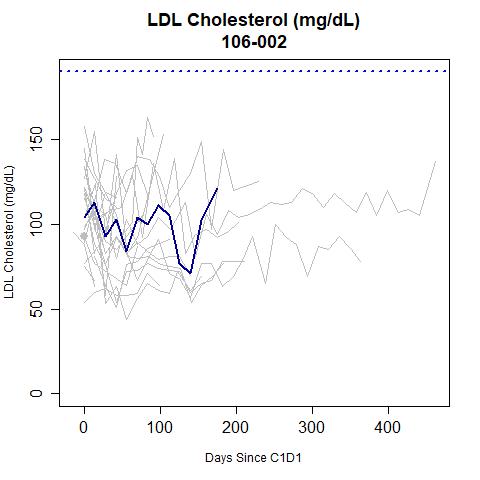 LDL Cholesterol (mg/dL)
106-002
LDL Cholesterol (mg/dL)
150
100
50
0
0 100 200 300 400
Days Since C1D1